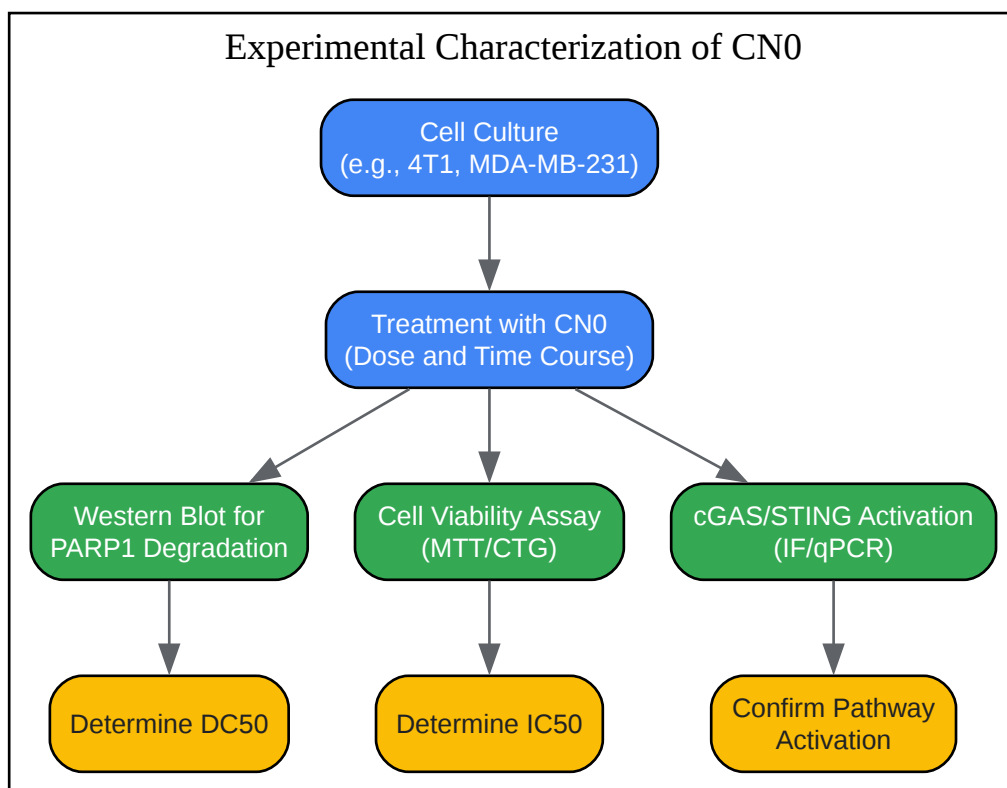 Experimental Characterization of CN0
Cell Culture
(e.g., 4T1, MDA-MB-231)
Treatment with CN0
(Dose and Time Course)
Western Blot for
PARP1 Degradation
Cell Viability Assay
(MTT/CTG)
cGAS/STING Activation
(IF/qPCR)
Determine DC50
Determine IC50
Confirm Pathway
Activation